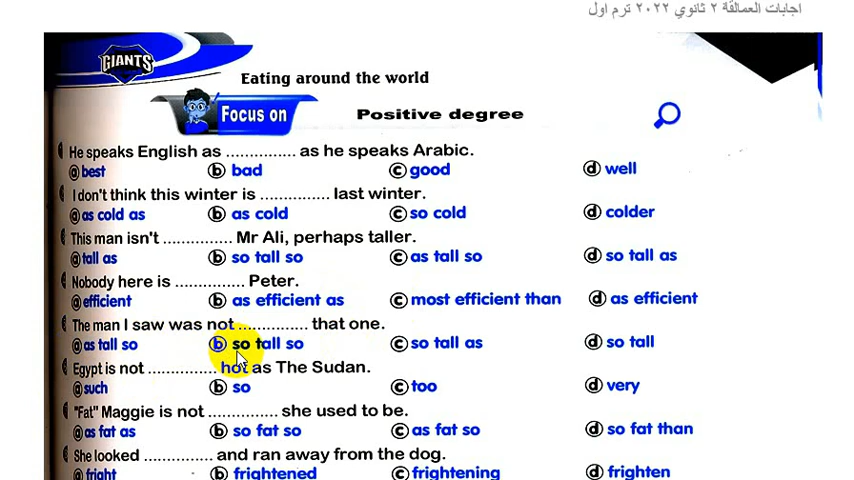 اجابات العمالقة ٢ ثانوي ٢٠٢٢ ترم اول
GIANTS
Eating around the world
Focus on Positive degree
He speaks English as .............. as he speaks Arabic.
a best b bad c good d well
I don't think this winter is .............. last winter.
a as cold as b as cold c so cold d colder
This man isn't .............. Mr Ali, perhaps taller.
a tall as b so tall so c as tall so d so tall as
Nobody here is .............. Peter.
a efficient b as efficient as c most efficient than d as efficient
The man I saw was not .............. that one.
a as tall so b so tall so c so tall as d so tall
Egypt is not .............. hot as The Sudan.
a such b so c too d very
"Fat" Maggie is not .............. she used to be.
a as fat as b so fat so c as fat so d so fat than
She looked .............. and ran away from the dog.
a fright b frightened c frightening d frighten